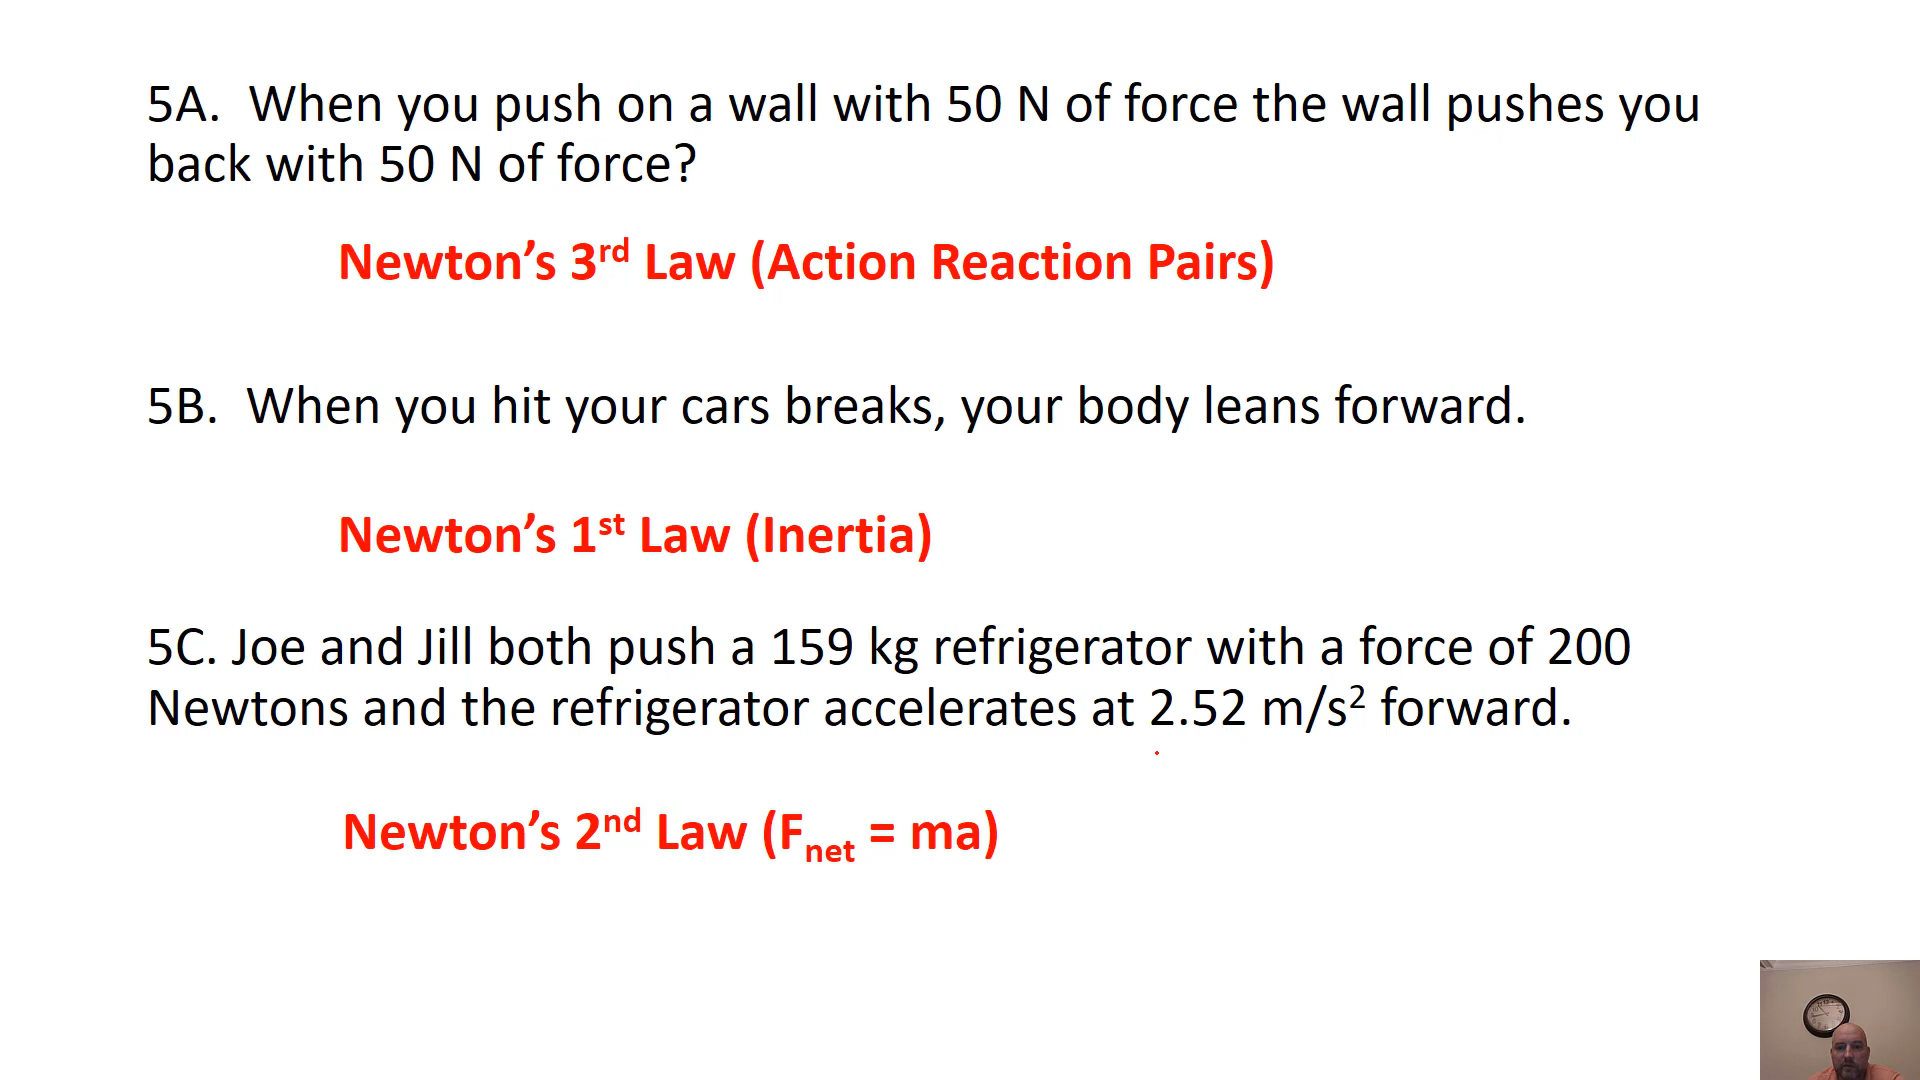 5A.  When you push on a wall with 50 N of force the wall pushes you
back with 50 N of force?
Newton’s 3rd Law (Action Reaction Pairs)
5B.  When you hit your cars breaks, your body leans forward.
Newton’s 1st Law (Inertia)
5C. Joe and Jill both push a 159 kg refrigerator with a force of 200
Newtons and the refrigerator accelerates at 2.52 m/s² forward.
Newton’s 2nd Law (Fnet = ma)